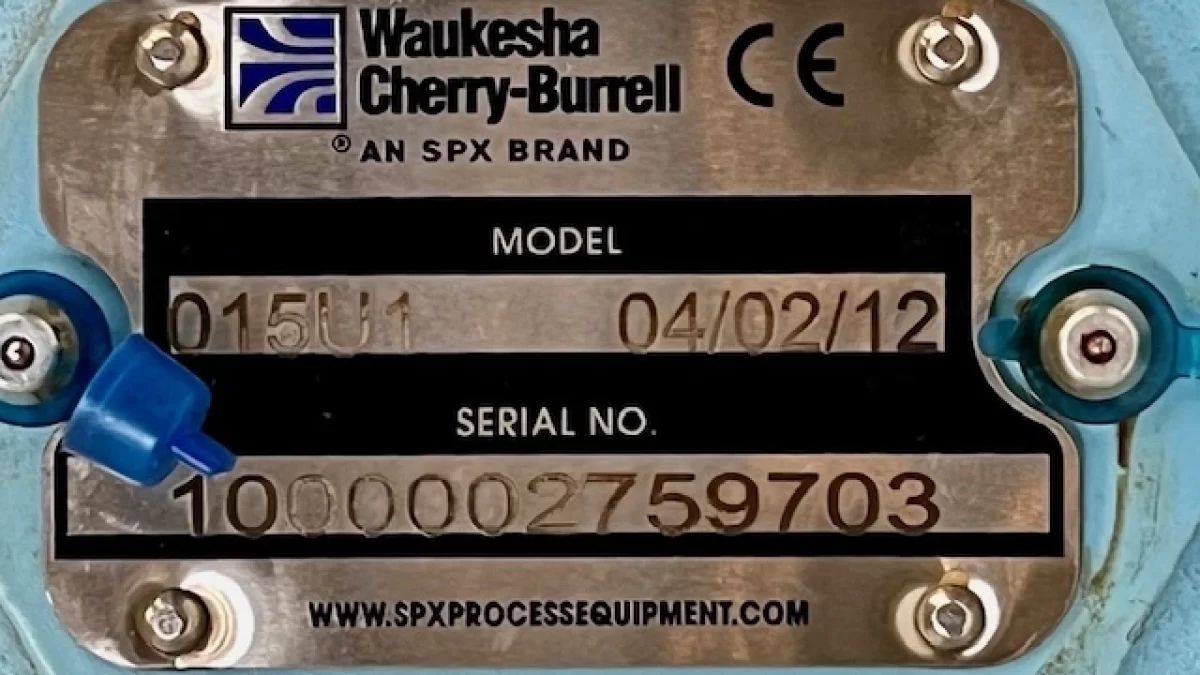 Waukesha
Cherry-Burrell
CE
® AN SPX BRAND
MODEL
015U1 04/02/12
SERIAL NO.
1000002759703
WWW.SPXPROCESSEQUIPMENT.COM